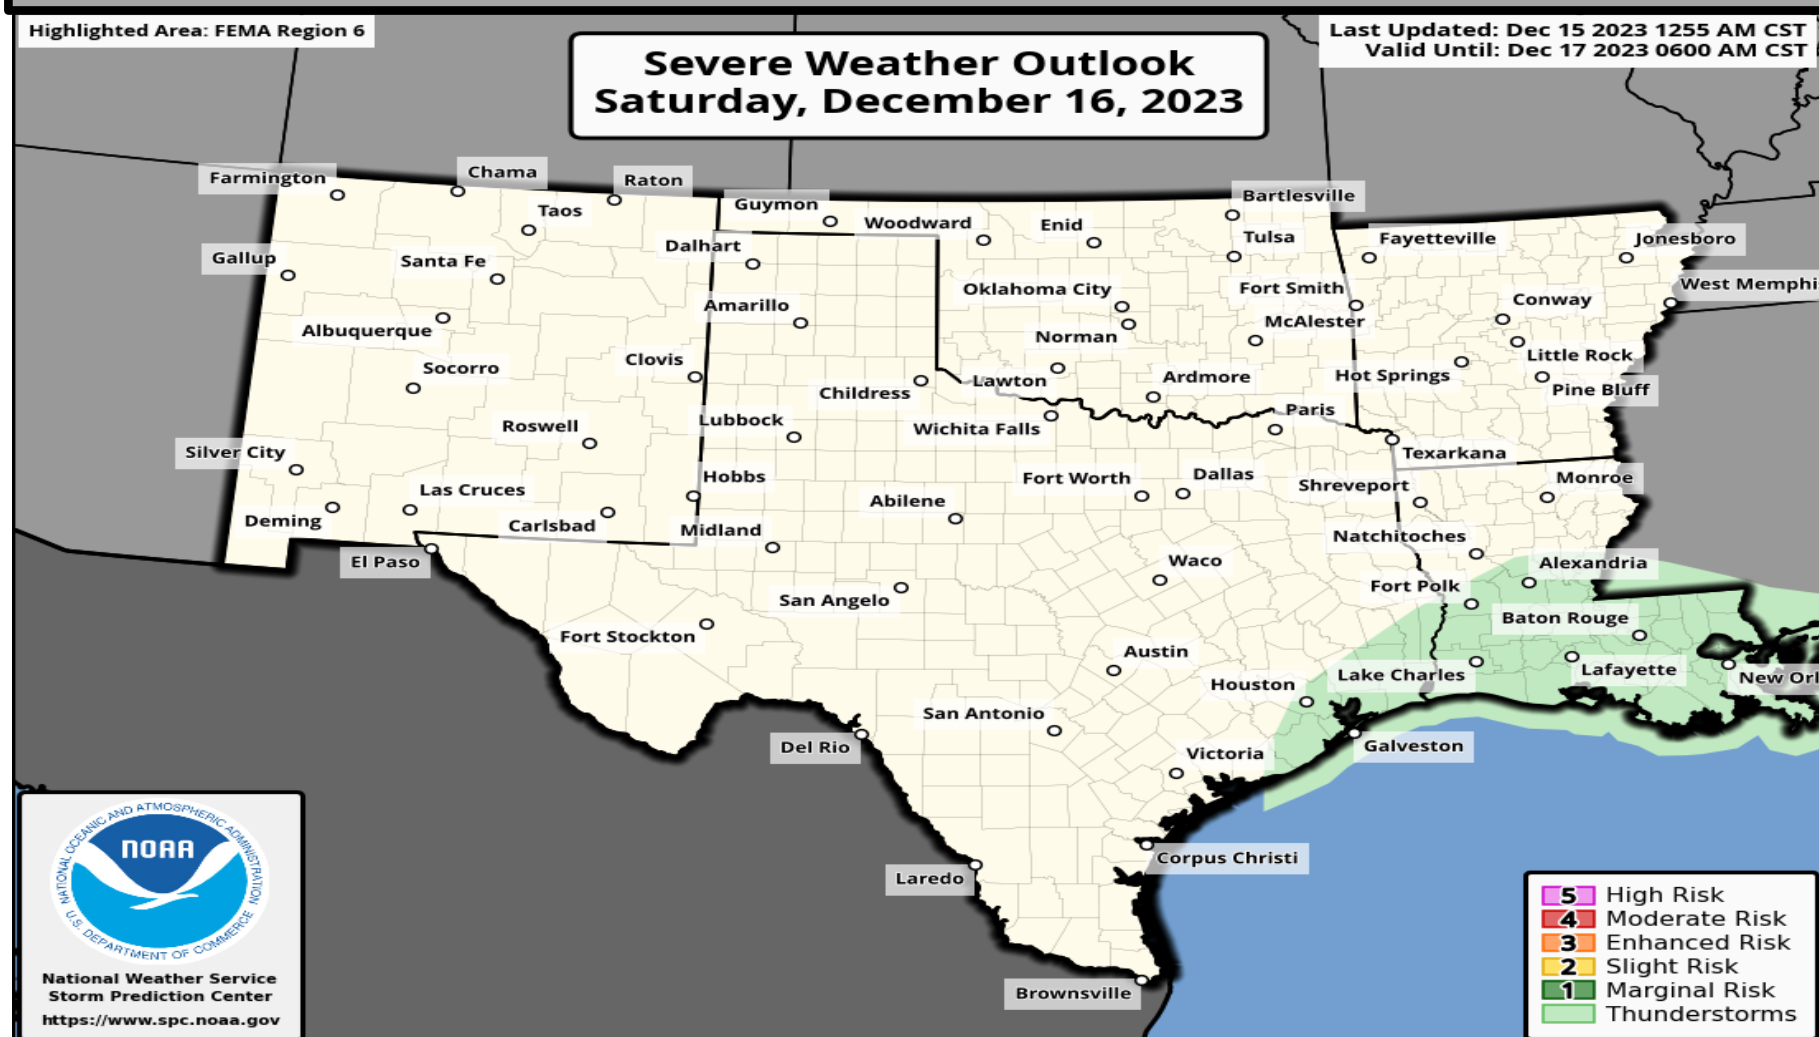 Highlighted Area: FEMA Region 6
Last Updated: Dec 15 2023 1255 AM CST
Valid Until: Dec 17 2023 0600 AM CST
Severe Weather Outlook
Saturday, December 16, 2023
Farmington
Chama
Raton
Taos
Guymon
Woodward
Enid
Bartlesville
Tulsa
Fayetteville
Jonesboro
Gallup
Santa Fe
Dalhart
Oklahoma City
Fort Smith
Conway
West Memphi
Albuquerque
Amarillo
Norman
McAlester
Little Rock
Socorro
Clovis
Childress
Lawton
Ardmore
Hot Springs
Pine Bluff
Roswell
Lubbock
Wichita Falls
Paris
Texarkana
Silver City
Las Cruces
Hobbs
Abilene
Fort Worth
Dallas
Shreveport
Monroe
Deming
Carlsbad
Midland
Natchitoches
El Paso
San Angelo
Waco
Fort Polk
Alexandria
Fort Stockton
Austin
Baton Rouge
Houston
Lake Charles
Lafayette
New Orl
San Antonio
Del Rio
Victoria
Galveston
Laredo
Corpus Christi
Brownsville
NATIONAL OCEANIC AND ATMOSPHERIC ADMINISTRATION
NOAA
U.S. DEPARTMENT OF COMMERCE
National Weather Service
Storm Prediction Center
https://www.spc.noaa.gov
5 High Risk
4 Moderate Risk
3 Enhanced Risk
2 Slight Risk
1 Marginal Risk
Thunderstorms